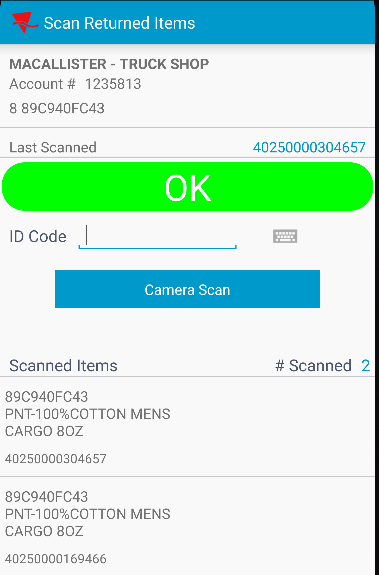 Scan Returned Items
MACALLISTER - TRUCK SHOP
Account # 1235813
8 89C940FC43
Last Scanned 40250000304657
OK
ID Code
Camera Scan
Scanned Items # Scanned 2
89C940FC43
PNT-100%COTTON MENS
CARGO 8OZ
40250000304657
89C940FC43
PNT-100%COTTON MENS
CARGO 8OZ
40250000169466